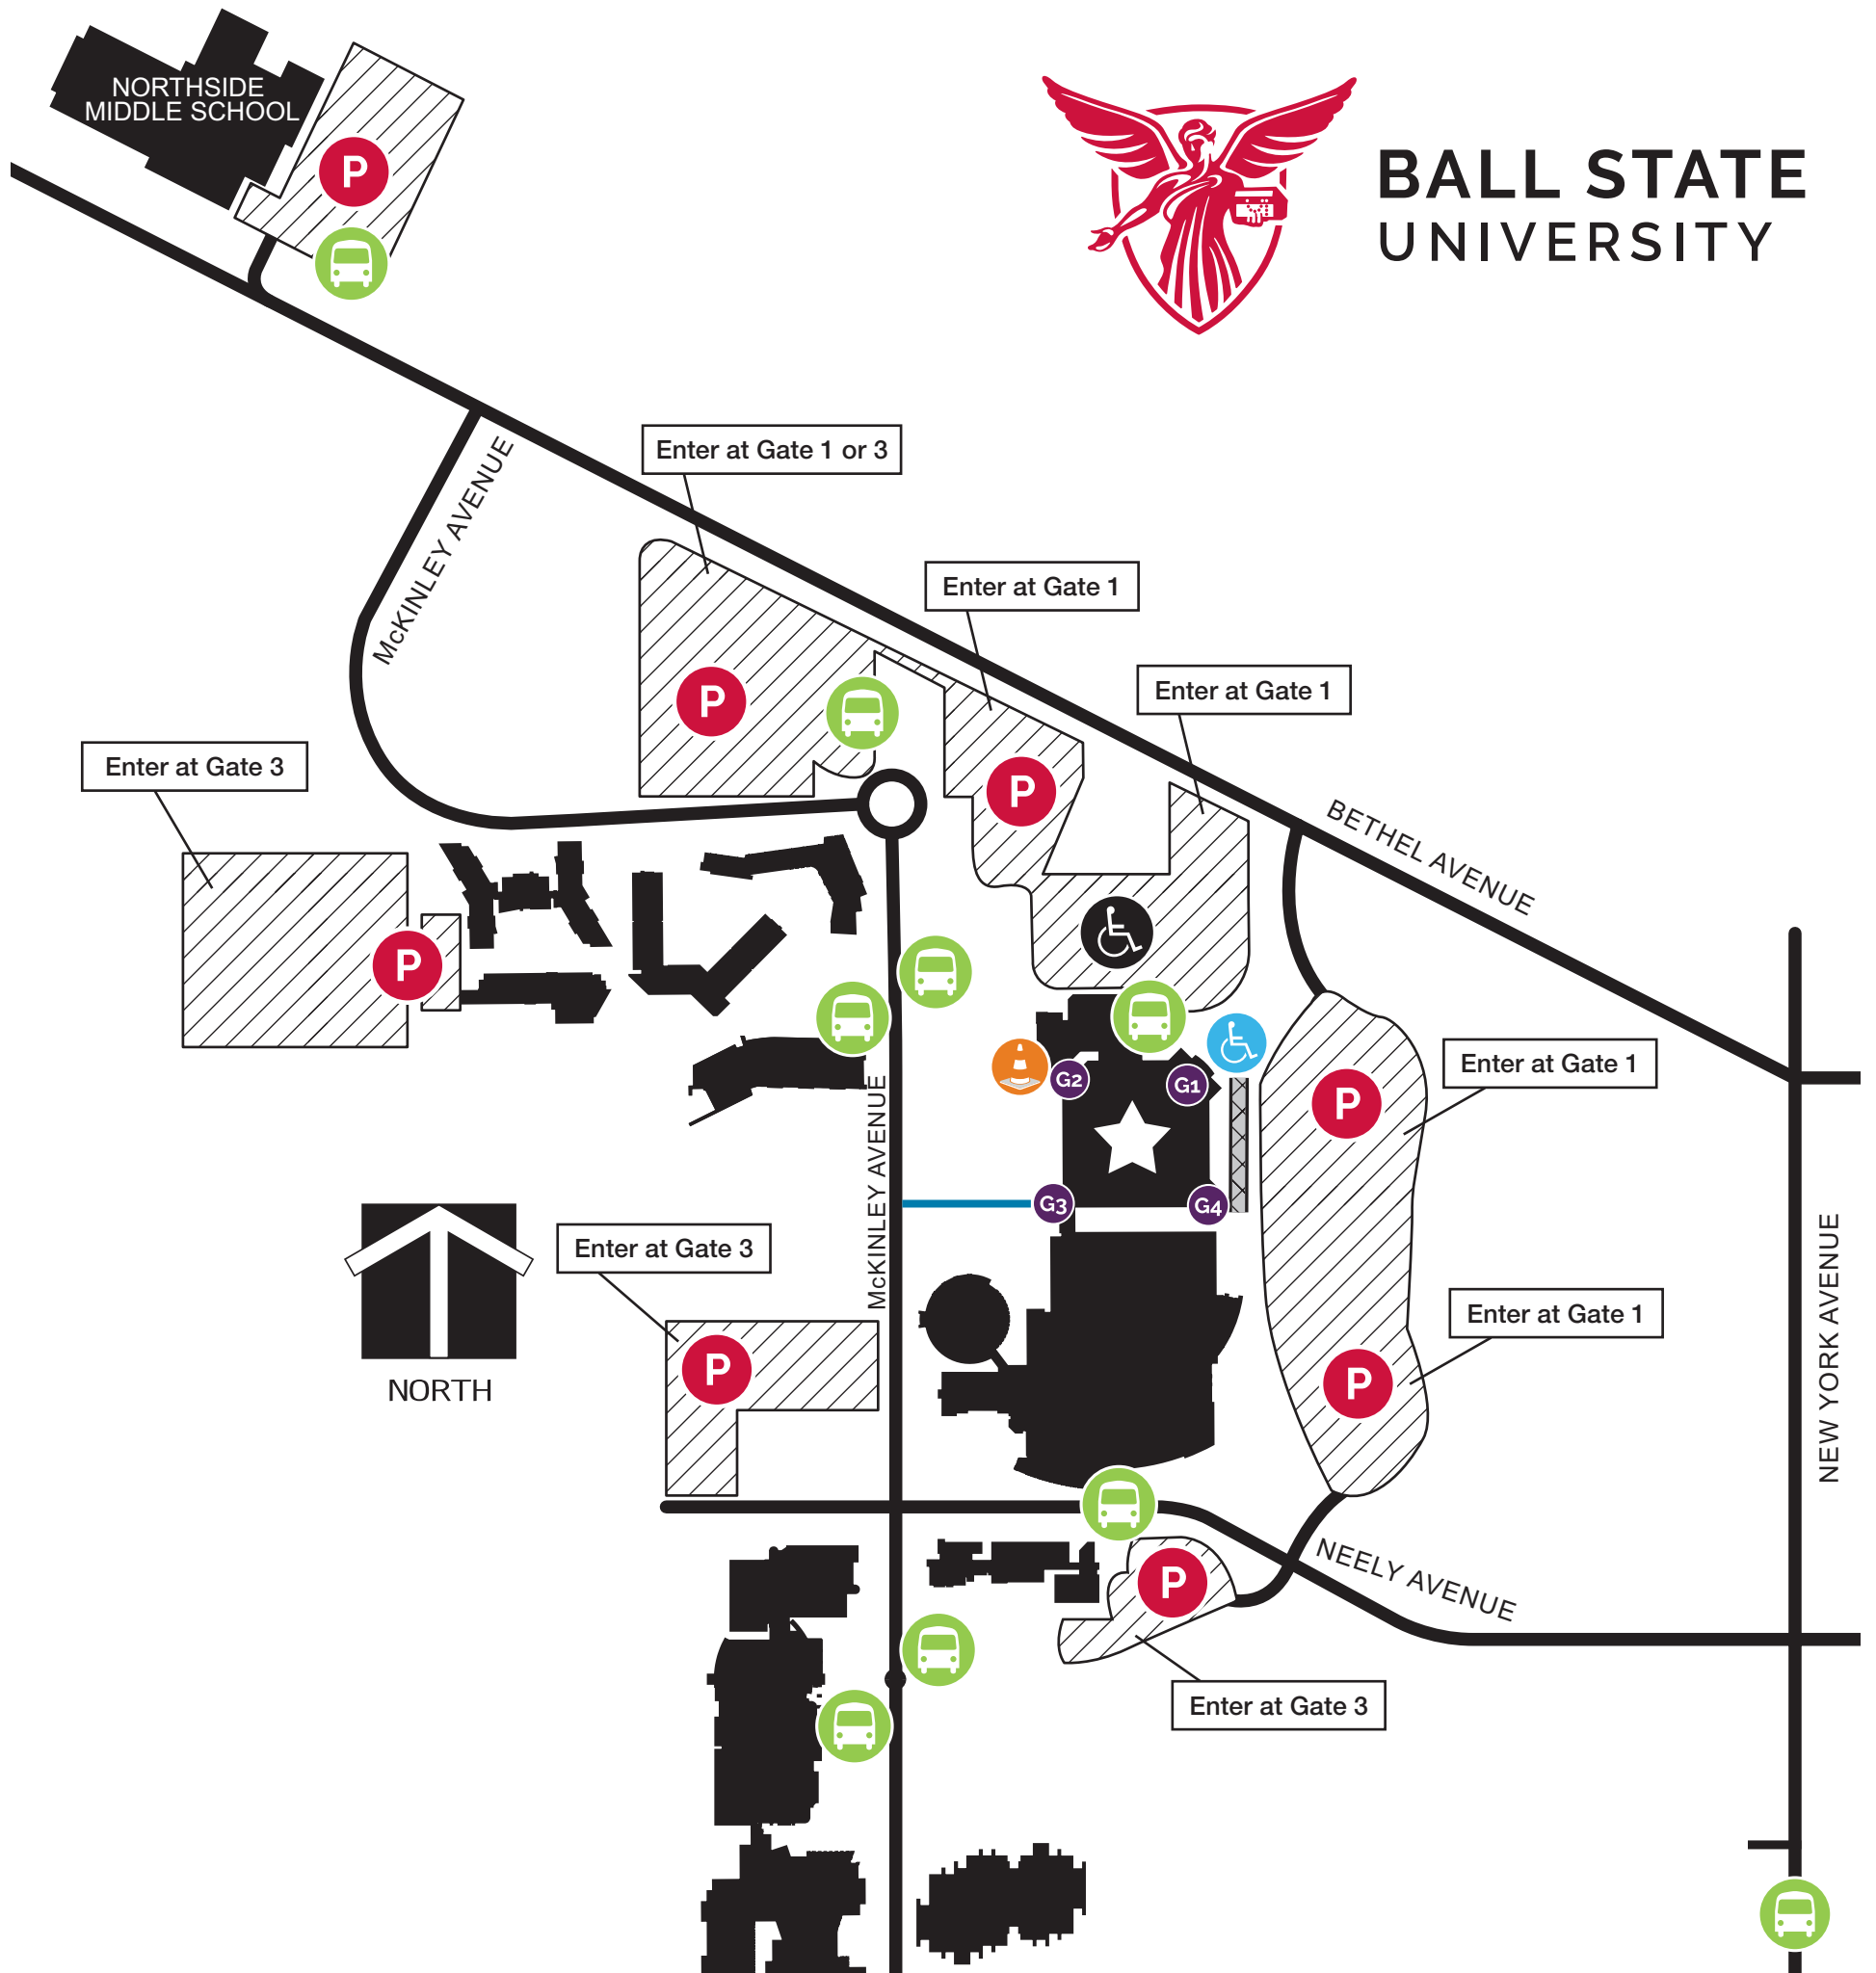 NORTHSIDE
MIDDLE SCHOOL
P
BALL STATE
UNIVERSITY
McKINLEY AVENUE
Enter at Gate 1 or 3
Enter at Gate 1
Enter at Gate 1
P
Enter at Gate 3
P
BETHEL AVENUE
P
G2
G1
Enter at Gate 1
P
McKINLEY AVENUE
G3
G4
Enter at Gate 3
NEW YORK AVENUE
Enter at Gate 1
P
P
NORTH
NEELY AVENUE
P
Enter at Gate 3